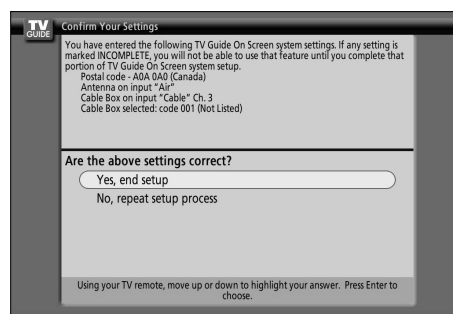 TV
GUIDE
Confirm Your Settings
You have entered the following TV Guide On Screen system settings. If any setting is
marked INCOMPLETE, you will not be able to use that feature until you complete that
portion of TV Guide On Screen system setup.
Postal code - A0A 0A0 (Canada)
Antenna on input "Air"
Cable Box on input "Cable" Ch. 3
Cable Box selected: code 001 (Not Listed)
Are the above settings correct?
Yes, end setup
No, repeat setup process
Using your TV remote, move up or down to highlight your answer. Press Enter to
choose.